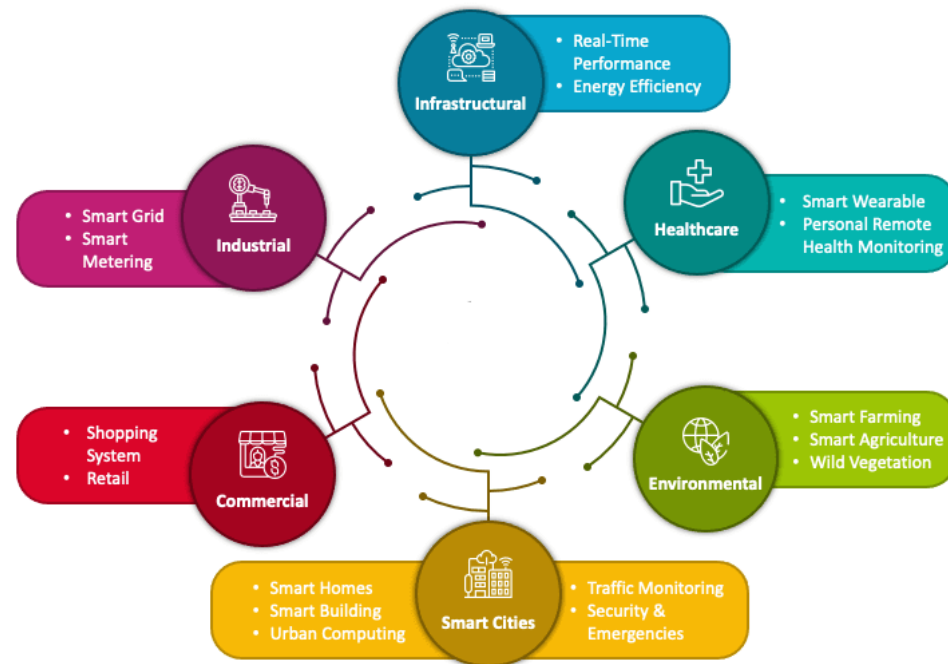 Infrastructural
• Real-Time
Performance
• Energy Efficiency
Healthcare
• Smart Wearable
• Personal Remote
Health Monitoring
Environmental
• Smart Farming
• Smart Agriculture
• Wild Vegetation
Smart Cities
• Smart Homes
• Smart Building
• Urban Computing
• Traffic Monitoring
• Security &
Emergencies
Commercial
• Shopping
System
• Retail
Industrial
• Smart Grid
• Smart
Metering